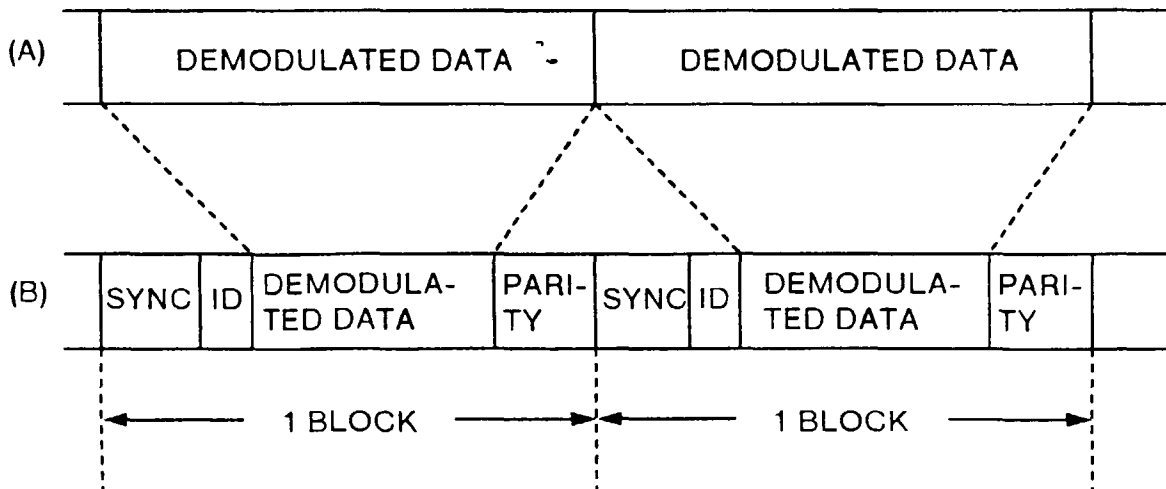 (A) DEMODULATED DATA DEMODULATED DATA
(B) SYNC ID DEMODULA-
TED DATA PARI-
TY SYNC ID DEMODULA-
TED DATA PARI-
TY
1 BLOCK 1 BLOCK